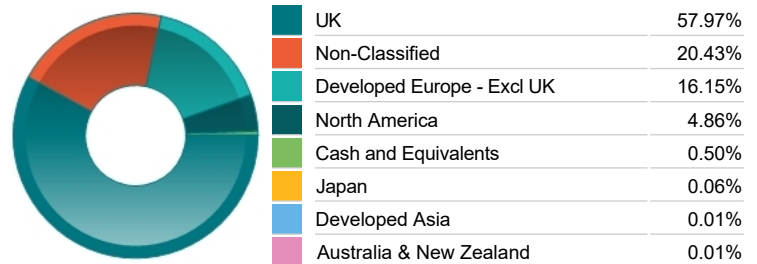 UK 57.97%
Non-Classified 20.43%
Developed Europe - Excl UK 16.15%
North America 4.86%
Cash and Equivalents 0.50%
Japan 0.06%
Developed Asia 0.01%
Australia & New Zealand 0.01%